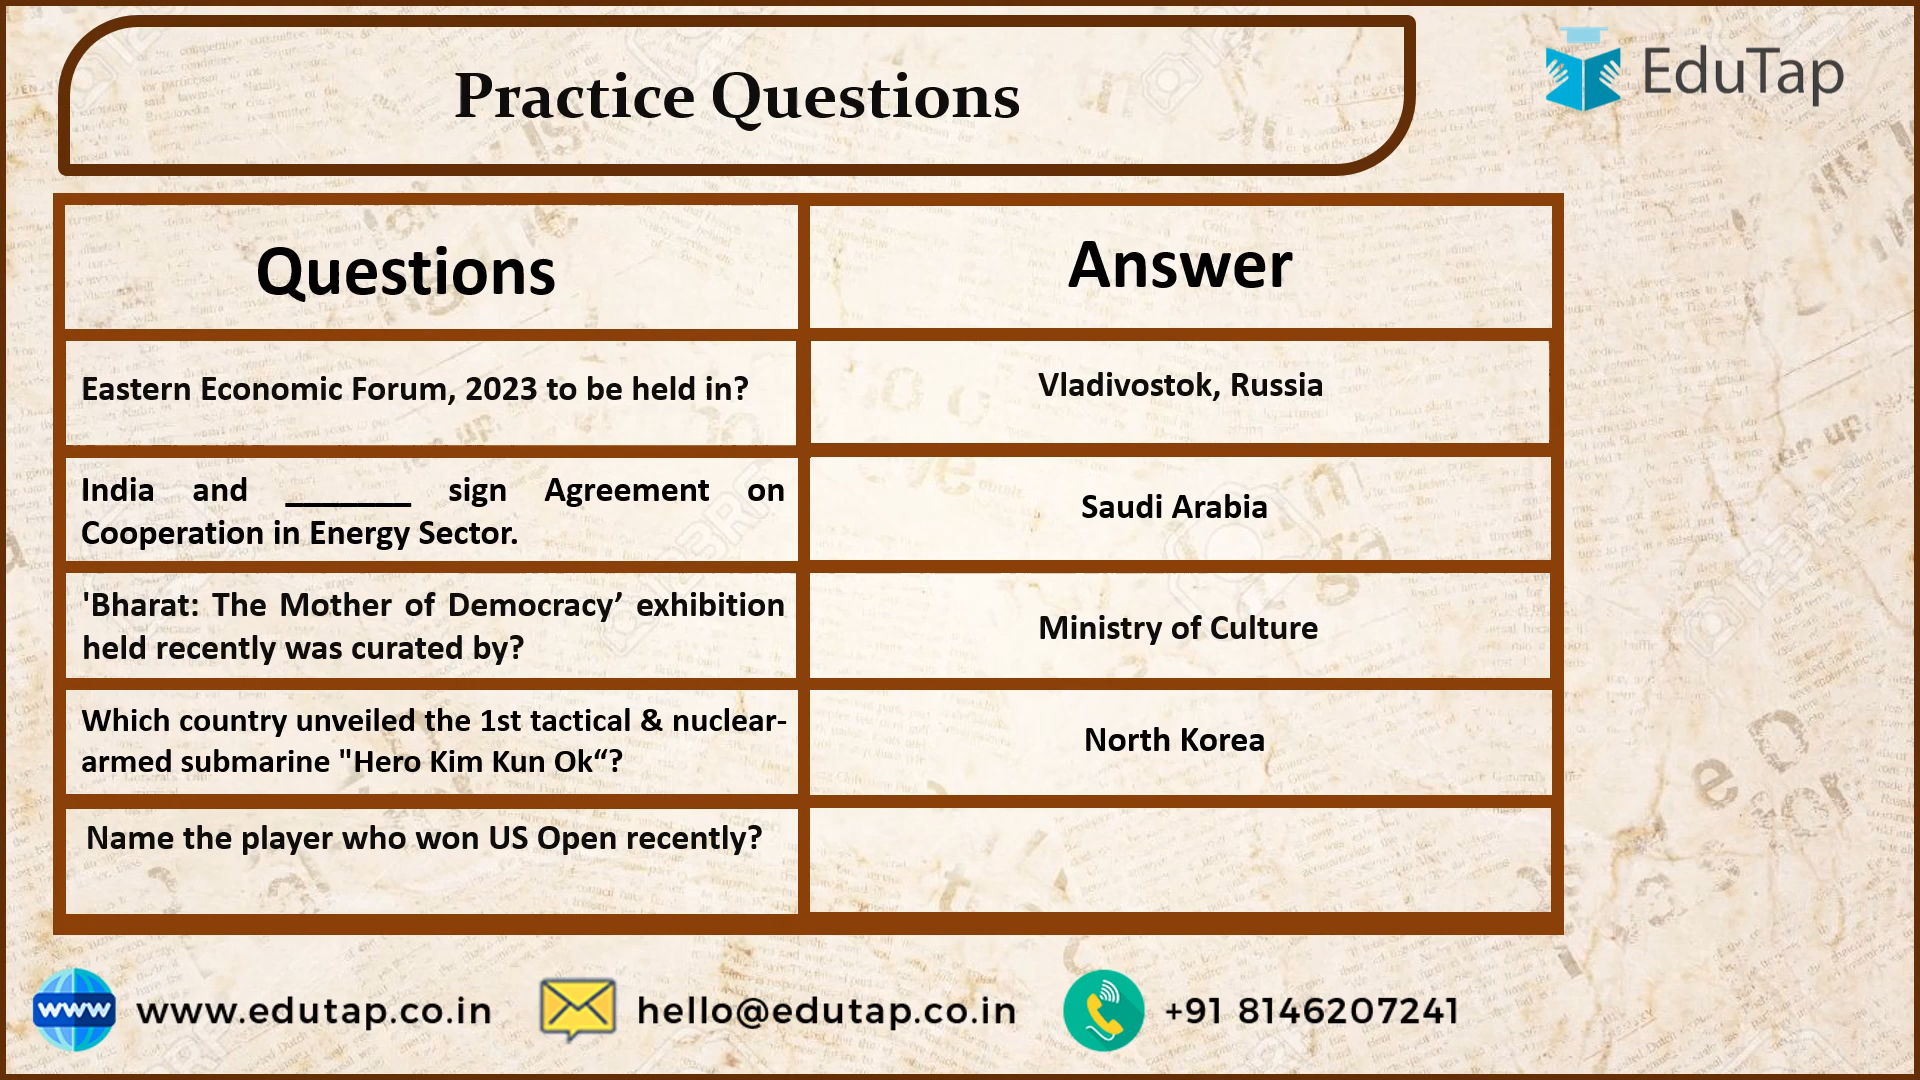 Practice Questions
EduTap
Questions
Answer
Eastern Economic Forum, 2023 to be held in?
Vladivostok, Russia
India and _______ sign Agreement on
Cooperation in Energy Sector.
Saudi Arabia
'Bharat: The Mother of Democracy’ exhibition
held recently was curated by?
Ministry of Culture
Which country unveiled the 1st tactical & nuclear-
armed submarine "Hero Kim Kun Ok“?
North Korea
Name the player who won US Open recently?
www
www.edutap.co.in
hello@edutap.co.in
+91 8146207241